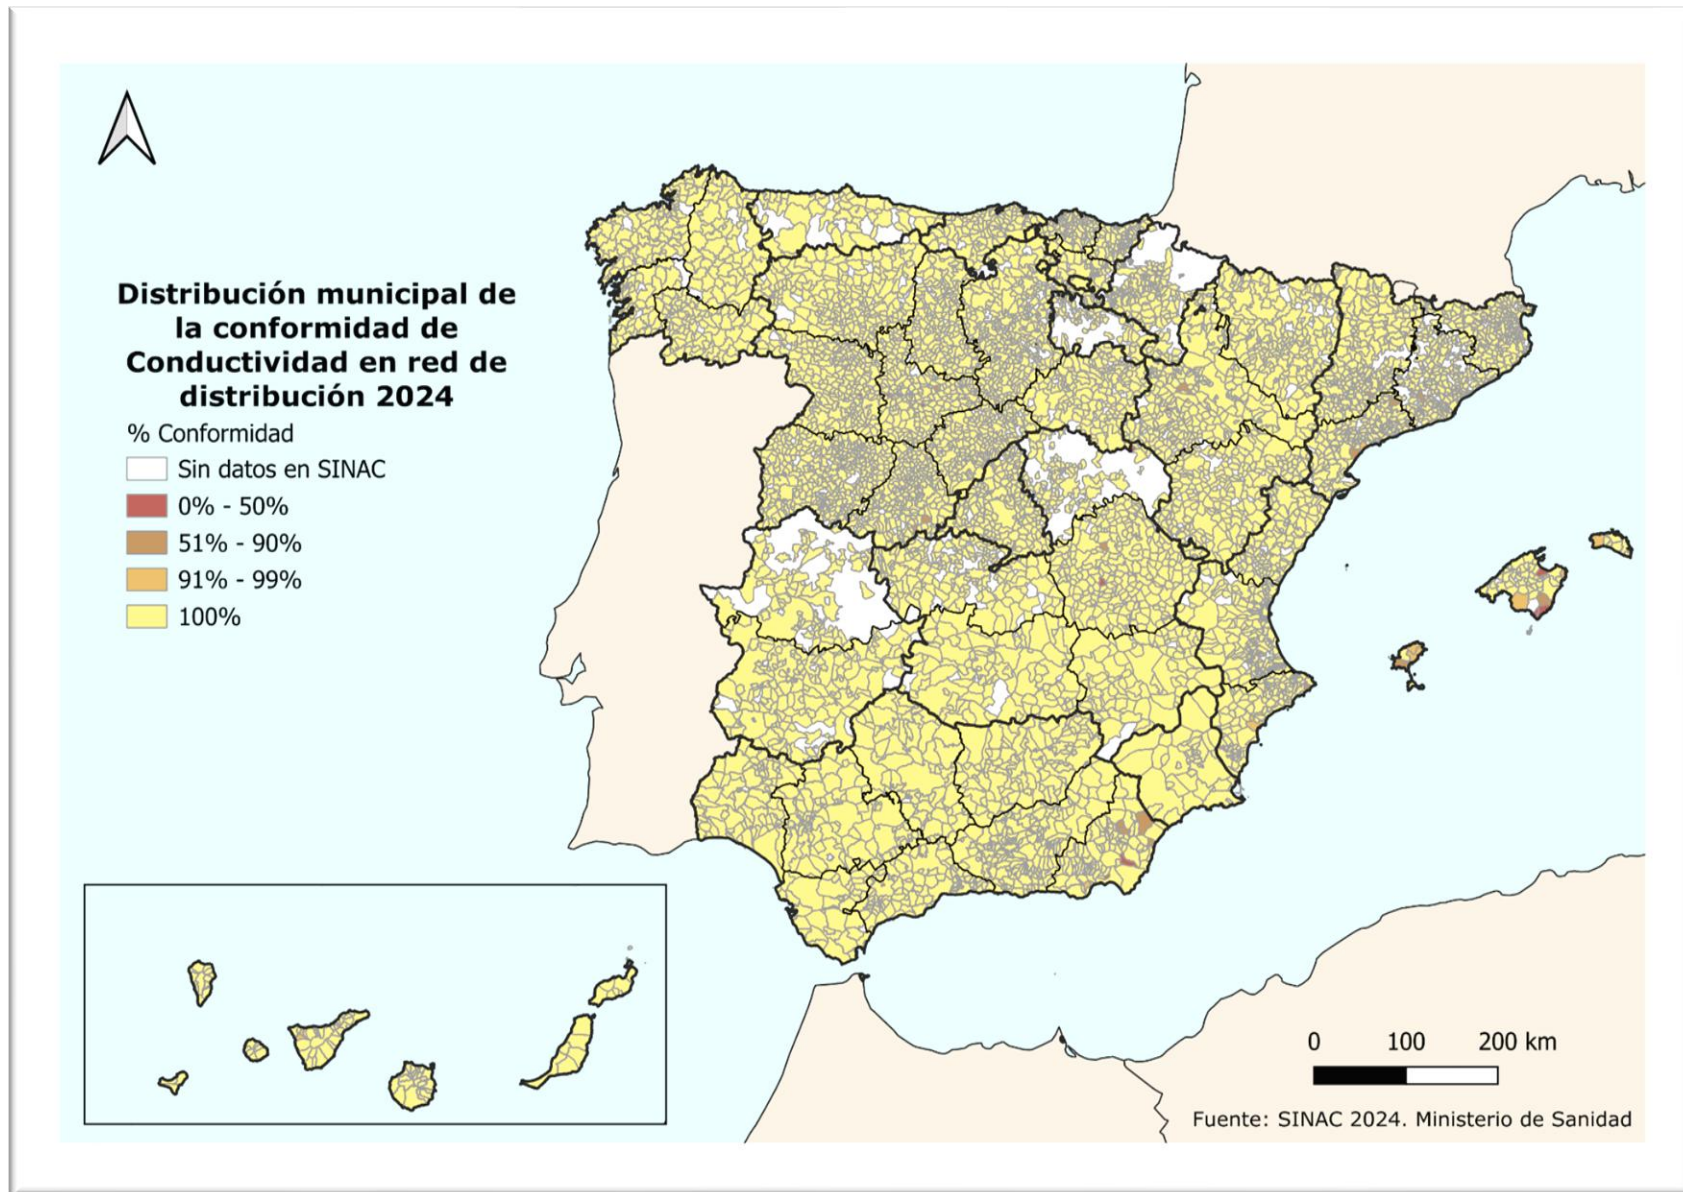 Distribución municipal de
la conformidad de
Conductividad en red de
distribución 2024
% Conformidad
Sin datos en SINAC
0% - 50%
51% - 90%
91% - 99%
100%
0 100 200 km
Fuente: SINAC 2024. Ministerio de Sanidad